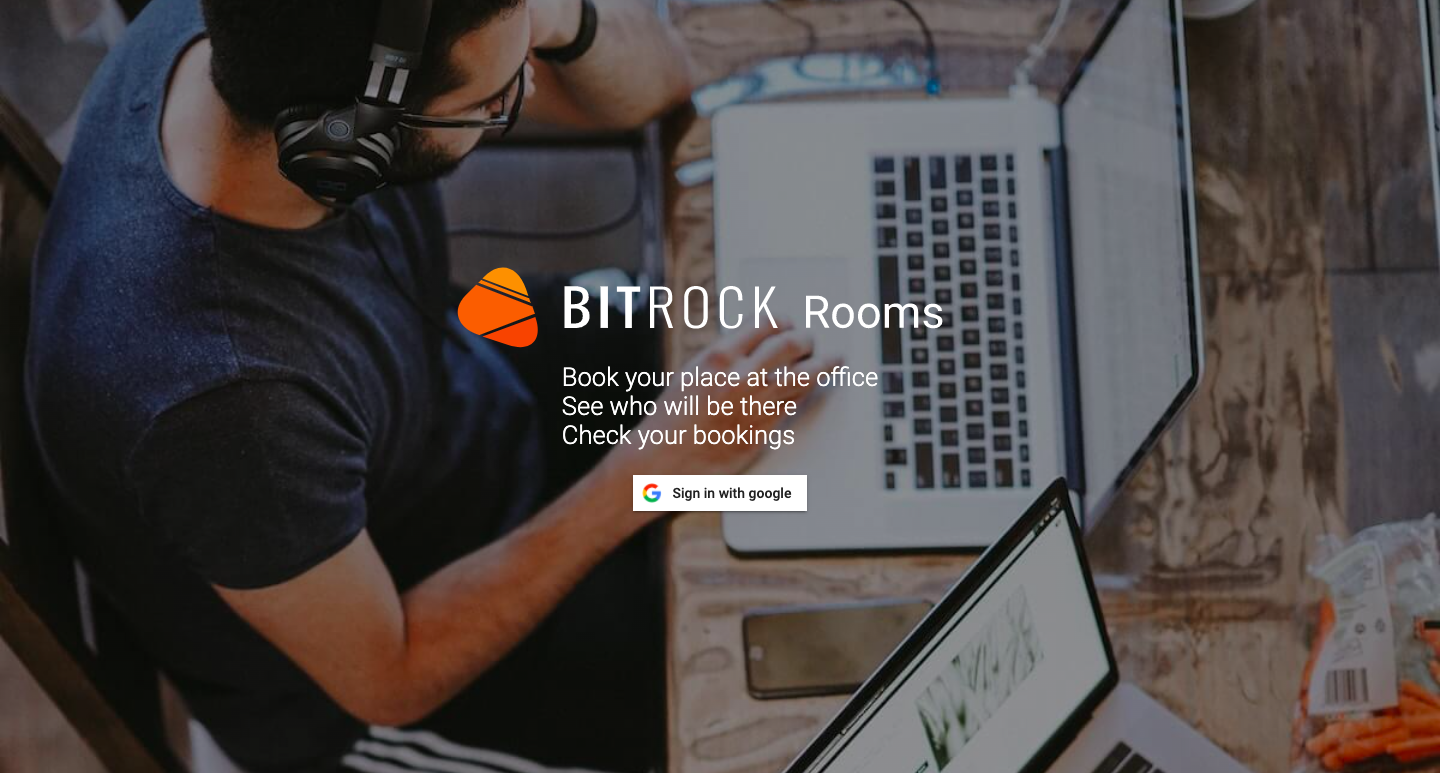 BITROCK Rooms
Book your place at the office
See who will be there
Check your bookings
Sign in with google